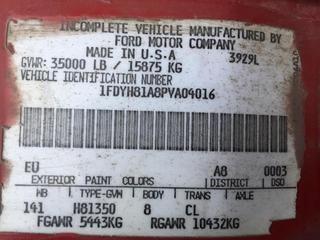 INCOMPLETE VEHICLE MANUFACTURED BY
FORD MOTOR COMPANY
MADE IN U.S.A
3929L
GVWR: 35000 LB / 15875 KG
VEHICLE IDENTIFICATION NUMBER
1FDYH81A8PVA04016
EU A8 0003
EXTERIOR PAINT COLORS DISTRICT DSO
WB TYPE-GVW BODY TRANS AXLE
141 H81350 8 CL
FGAWR 5443KG RGAWR 10432KG